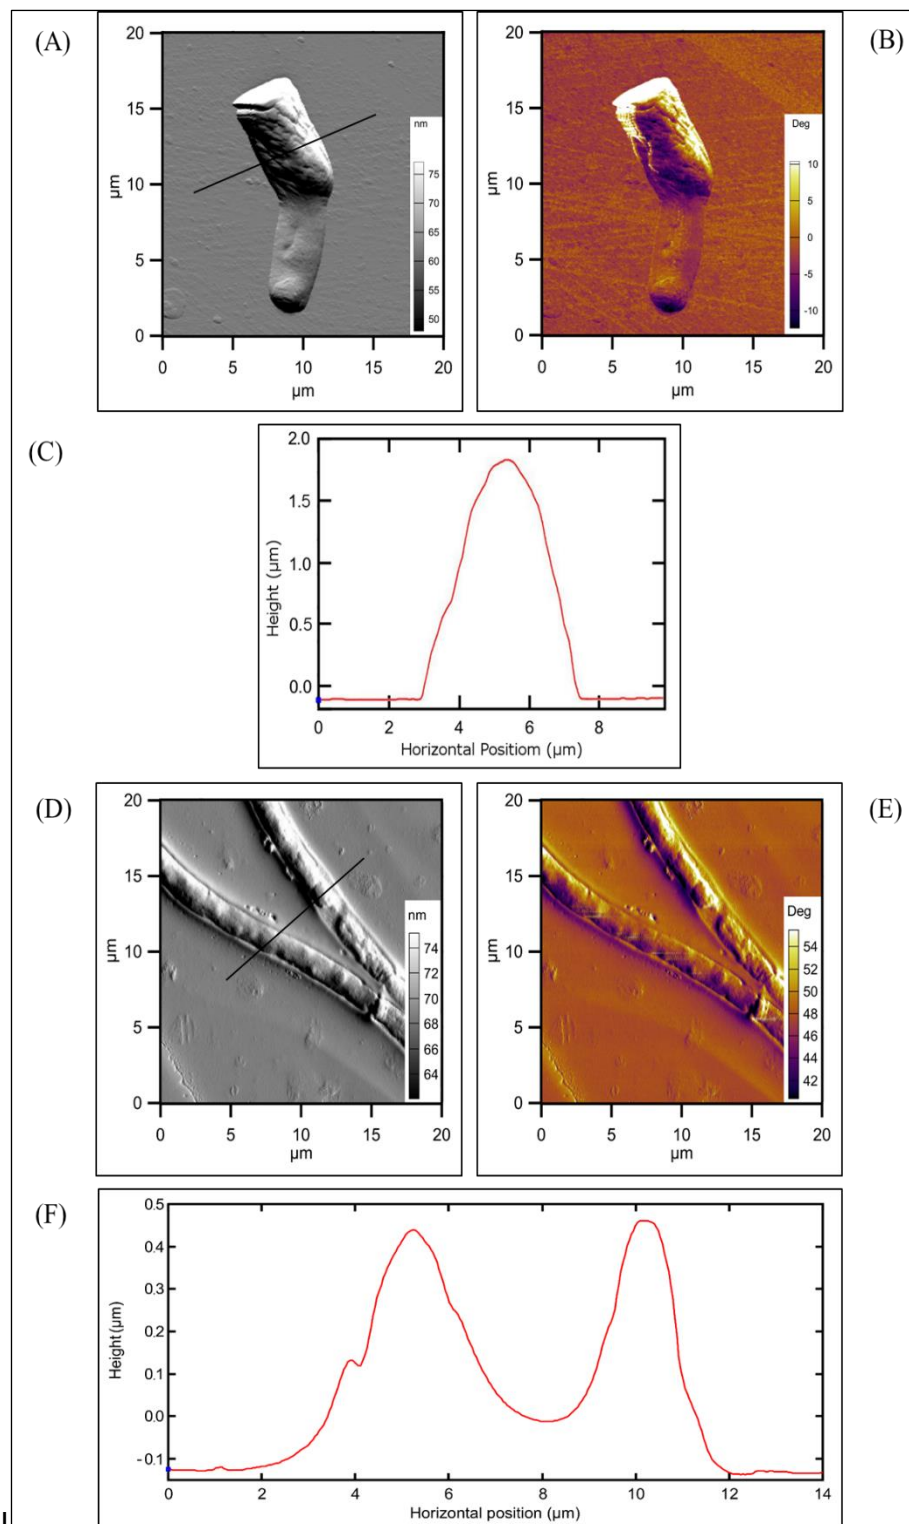 (A)
20
15
10
5
0
µm
0 5 10 15 20
µm
nm
75
70
65
60
55
50
(B)
20
15
10
5
0
µm
0 5 10 15 20
µm
Deg
10
5
0
-5
-10
(C)
2.0
1.5
1.0
0.5
0.0
Height (µm)
0 2 4 6 8
Horizontal Positiom (µm)
(D)
20
15
10
5
0
µm
0 5 10 15 20
µm
nm
74
72
70
68
66
64
(E)
20
15
10
5
0
µm
0 5 10 15 20
µm
Deg
54
52
50
48
46
44
42
(F)
0.5
0.4
0.3
0.2
0.1
0.0
-0.1
Height (µm)
0 2 4 6 8 10 12 14
Horizontal position (µm)